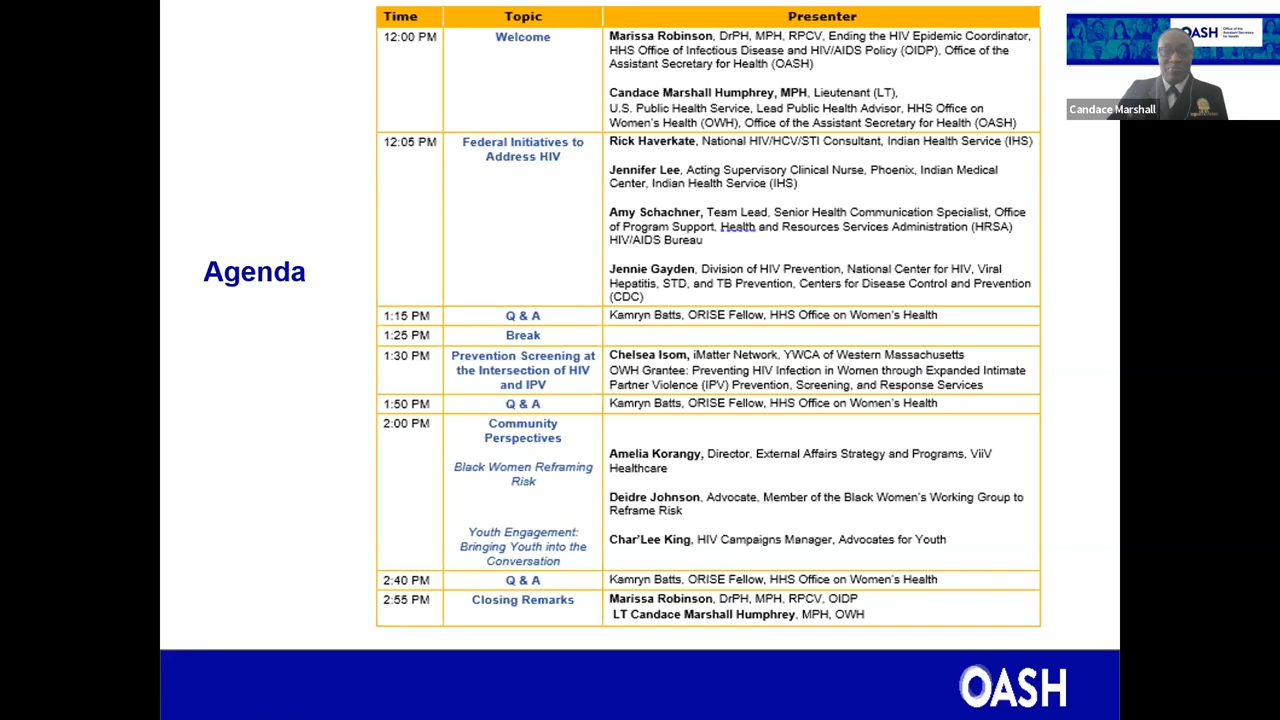 Agenda
Time Topic Presenter
12:00 PM Welcome Marissa Robinson, DrPH, MPH, RPCV, Ending the HIV Epidemic Coordinator,
HHS Office of Infectious Disease and HIV/AIDS Policy (OIDP), Office of the
Assistant Secretary for Health (OASH)
Candace Marshall Humphrey, MPH, Lieutenant (LT),
U.S. Public Health Service, Lead Public Health Advisor, HHS Office on
Women's Health (OWH), Office of the Assistant Secretary for Health (OASH)
12:05 PM Federal Initiatives to Rick Haverkate, National HIV/HCV/STI Consultant, Indian Health Service (IHS)
Address HIV
Jennifer Lee, Acting Supervisory Clinical Nurse, Phoenix, Indian Medical
Center, Indian Health Service (IHS)
Amy Schachner, Team Lead, Senior Health Communication Specialist, Office
of Program Support, Health and Resources Services Administration (HRSA)
HIV/AIDS Bureau
Jennie Gayden, Division of HIV Prevention, National Center for HIV, Viral
Hepatitis, STD, and TB Prevention, Centers for Disease Control and Prevention
(CDC)
1:15 PM Q & A Kamryn Batts, ORISE Fellow, HHS Office on Women's Health
1:25 PM Break
1:30 PM Prevention Screening at Chelsea Isom, iMatter Network, YWCA of Western Massachusetts
the Intersection of HIV OWH Grantee: Preventing HIV Infection in Women through Expanded Intimate
and IPV Partner Violence (IPV) Prevention, Screening, and Response Services
1:50 PM Q & A Kamryn Batts, ORISE Fellow, HHS Office on Women's Health
2:00 PM Community
Perspectives
Amelia Korangy, Director, External Affairs Strategy and Programs, ViiV
Black Women Reframing Healthcare
Risk
Deidre Johnson, Advocate, Member of the Black Women's Working Group to
Reframe Risk
Youth Engagement: Char'Lee King, HIV Campaigns Manager, Advocates for Youth
Bringing Youth into the
Conversation
2:40 PM Q & A Kamryn Batts, ORISE Fellow, HHS Office on Women's Health
2:55 PM Closing Remarks Marissa Robinson, DrPH, MPH, RPCV, OIDP
LT Candace Marshall Humphrey, MPH, OWH
OASH
OASH
Office of the
Assistant Secretary
for Health
Candace Marshall